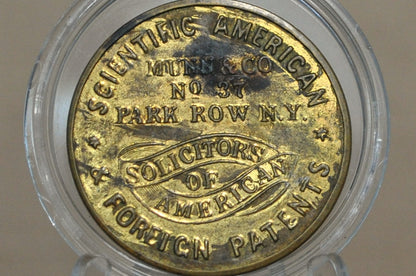 SCIENTIFIC AMERICAN
MUNN & CO
NO 37
PARK ROW N.Y.
SOLICITORS
OF
AMERICAN
& FOREIGN PATENTS